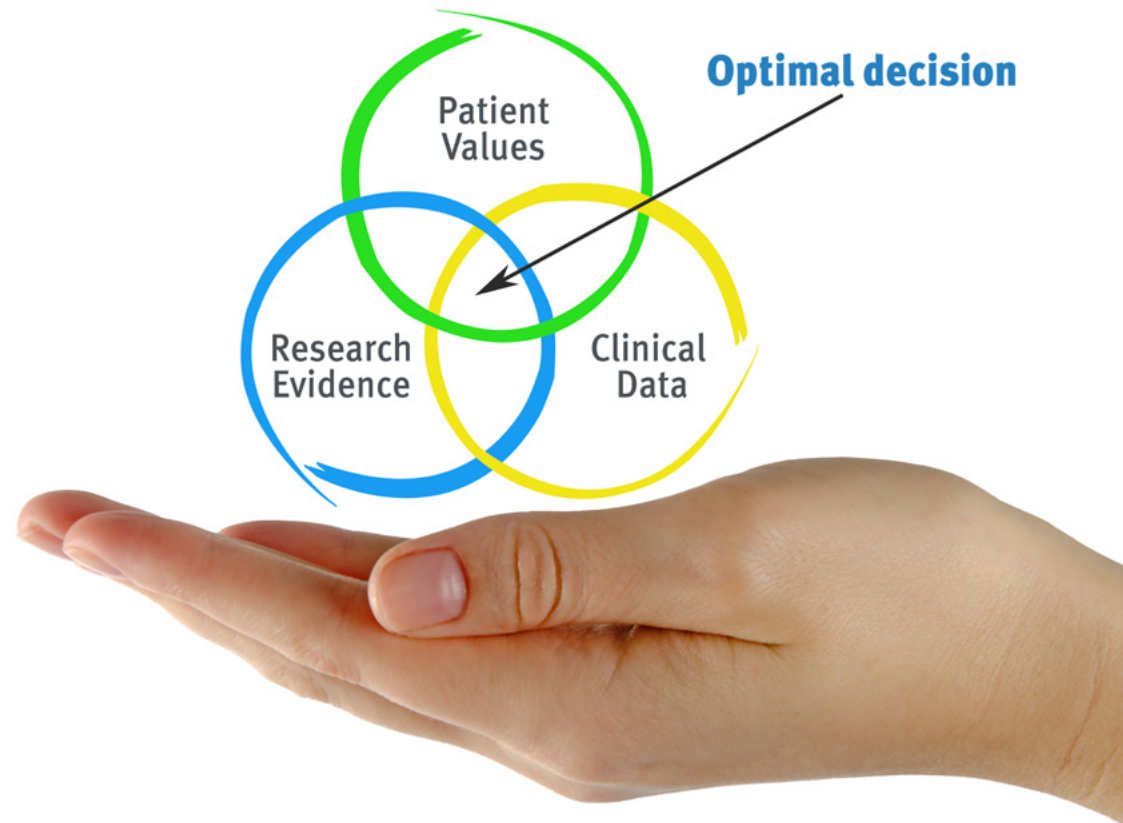 Optimal decision
Patient
Values
Research
Evidence
Clinical
Data